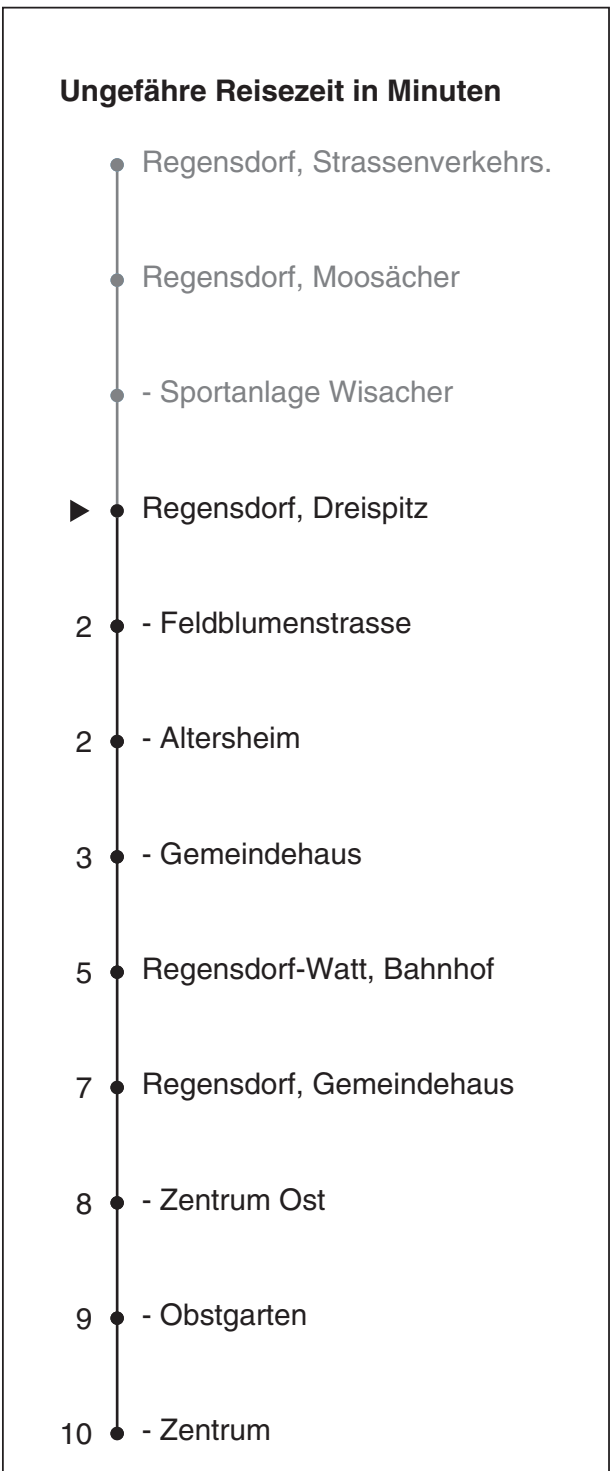 Ungefähre Reisezeit in Minuten
Regensdorf, Strassenverkehrs.
Regensdorf, Moosächer
- Sportanlage Wisacher
Regensdorf, Dreispitz
2 - Feldblumenstrasse
2 - Altersheim
3 - Gemeindehaus
5 Regensdorf-Watt, Bahnhof
7 Regensdorf, Gemeindehaus
8 - Zentrum Ost
9 - Obstgarten
10 - Zentrum